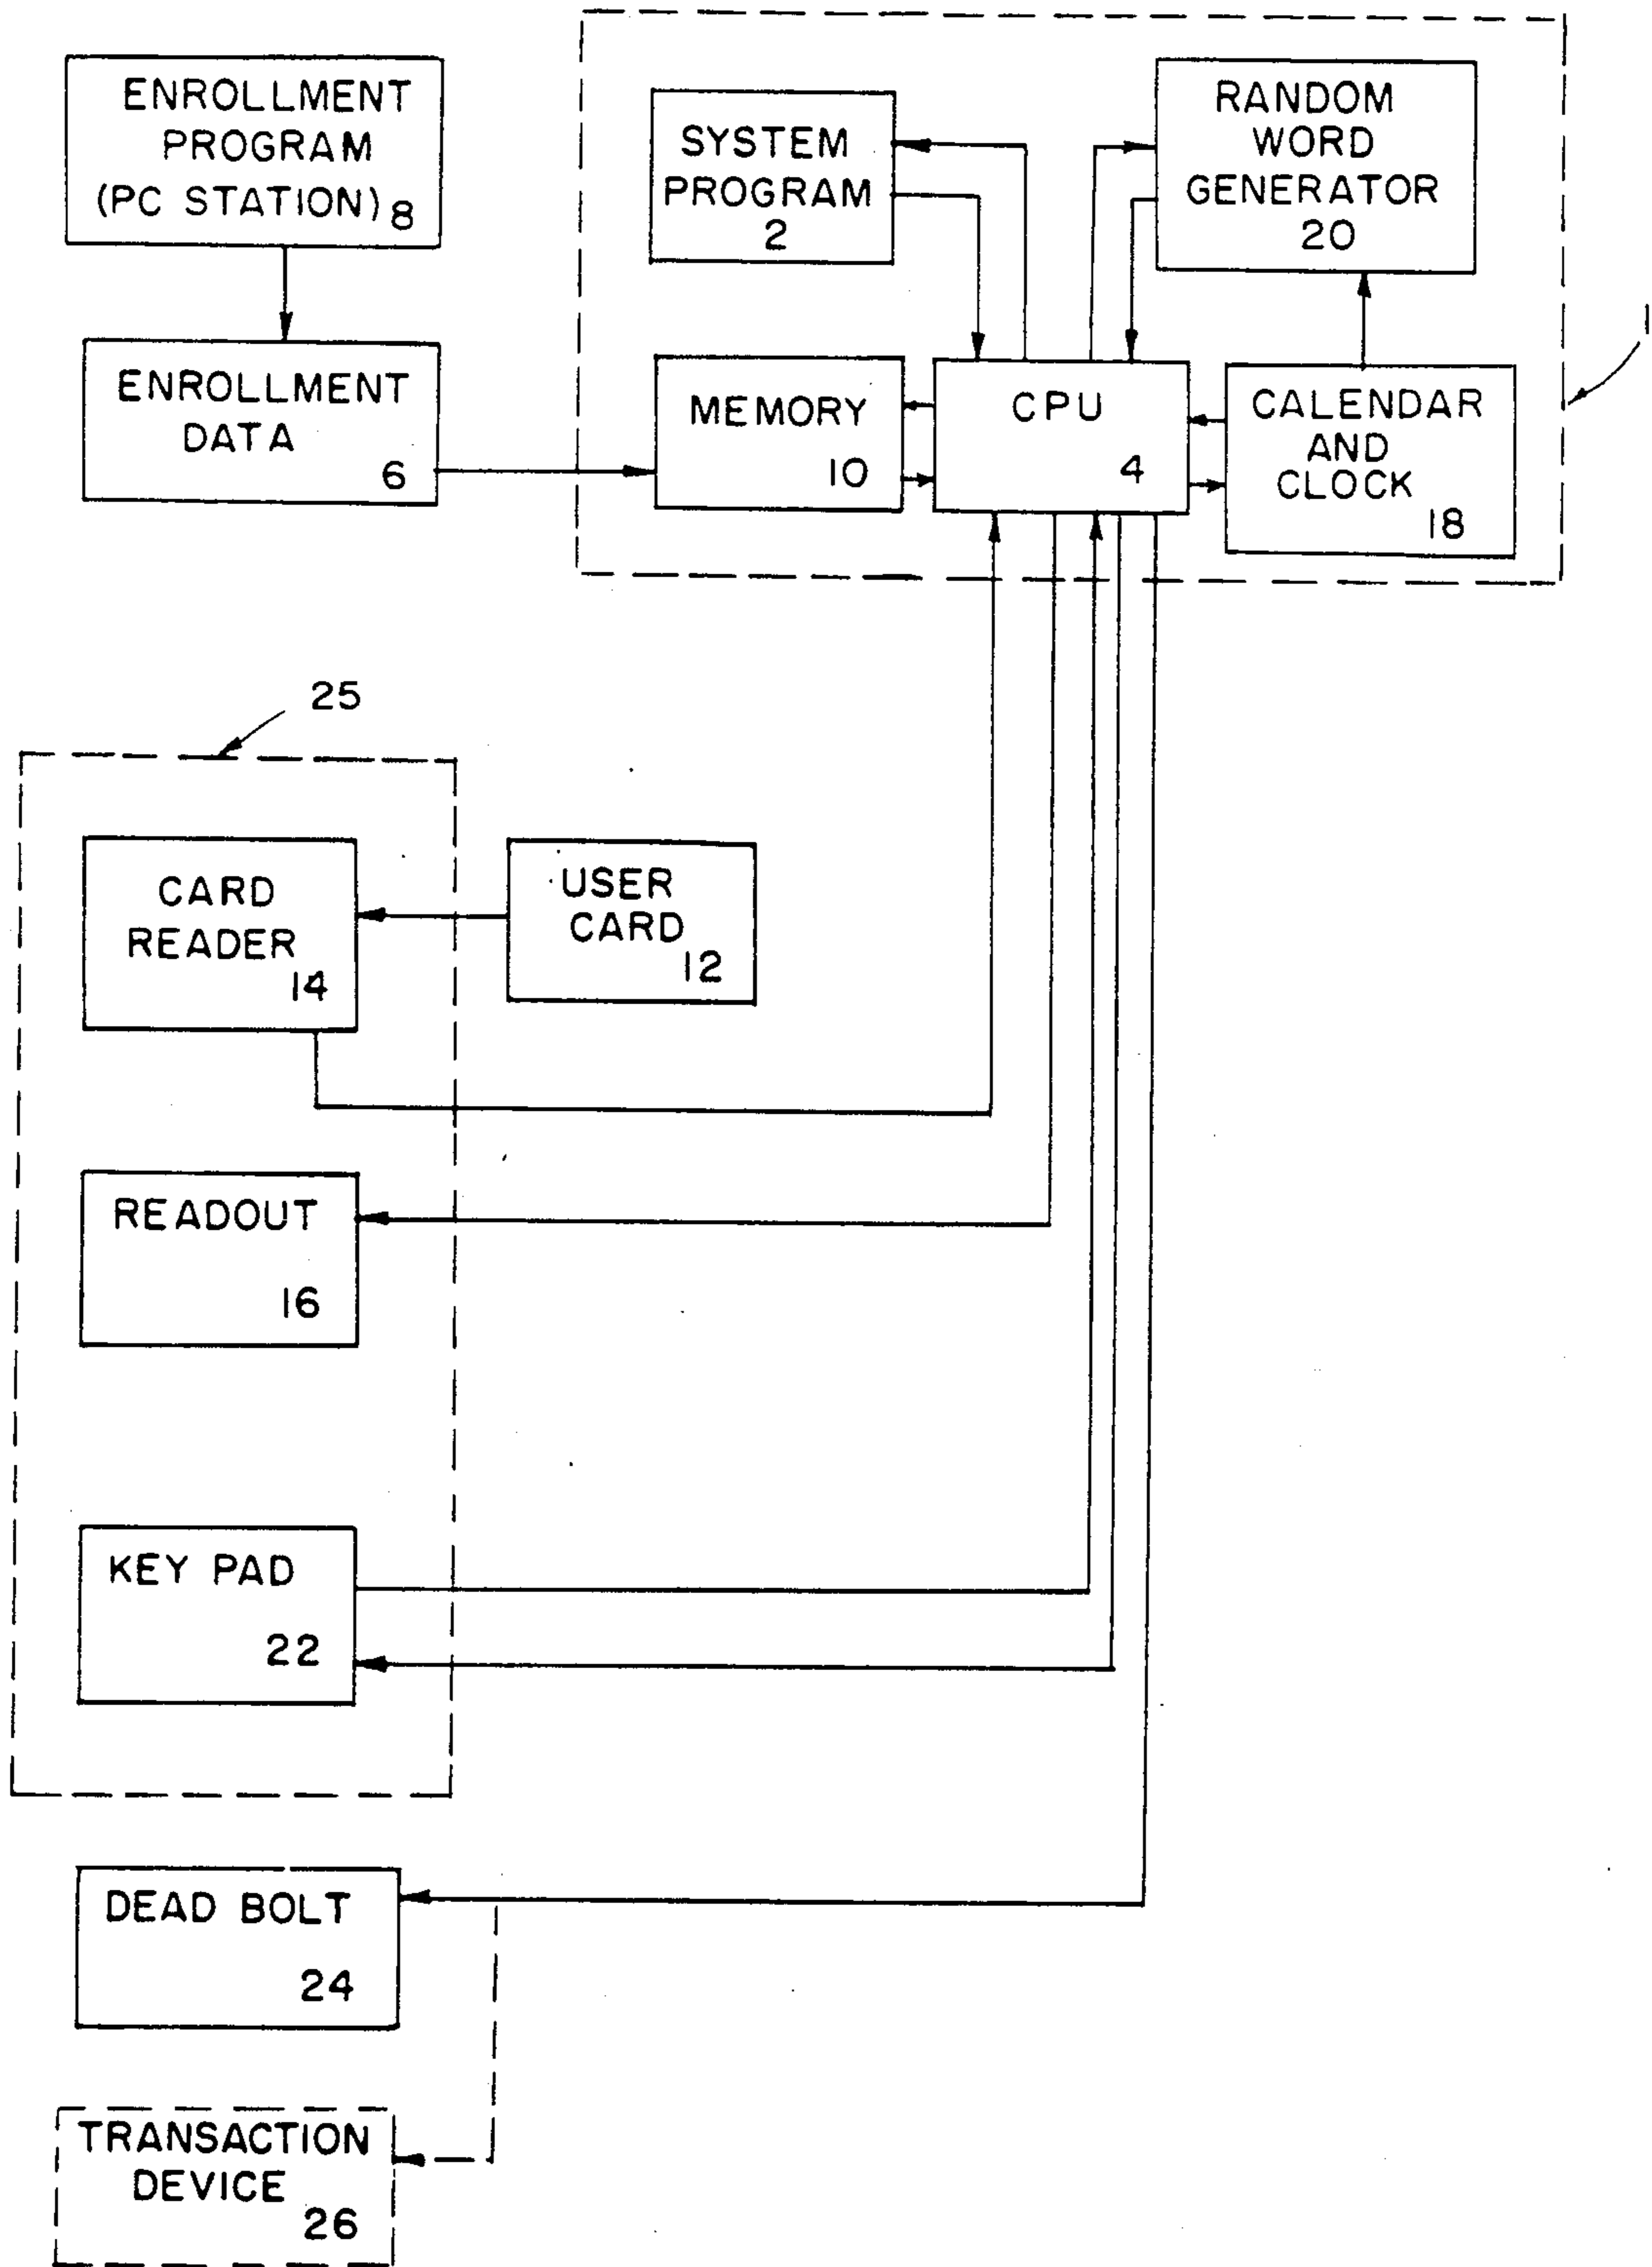 ENROLLMENT
PROGRAM
(PC STATION) 8
SYSTEM
PROGRAM
2
RANDOM
WORD
GENERATOR
20
1
ENROLLMENT
DATA
6
MEMORY
10
CPU
4
CALENDAR
AND
CLOCK
18
25
CARD
READER
14
USER
CARD
12
READOUT
16
KEY PAD
22
DEAD BOLT
24
TRANSACTION
DEVICE
26